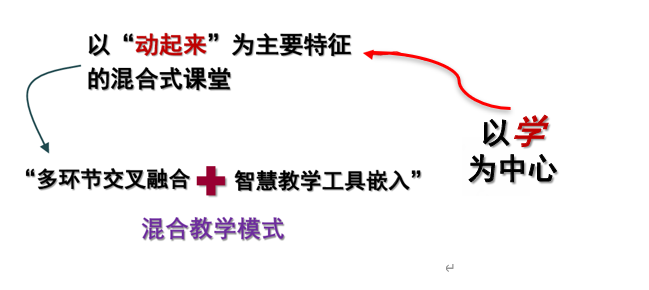 以“动起来”为主要特征
的混合式课堂
以学
为中心
“多环节交叉融合 + 智慧教学工具嵌入”
混合教学模式